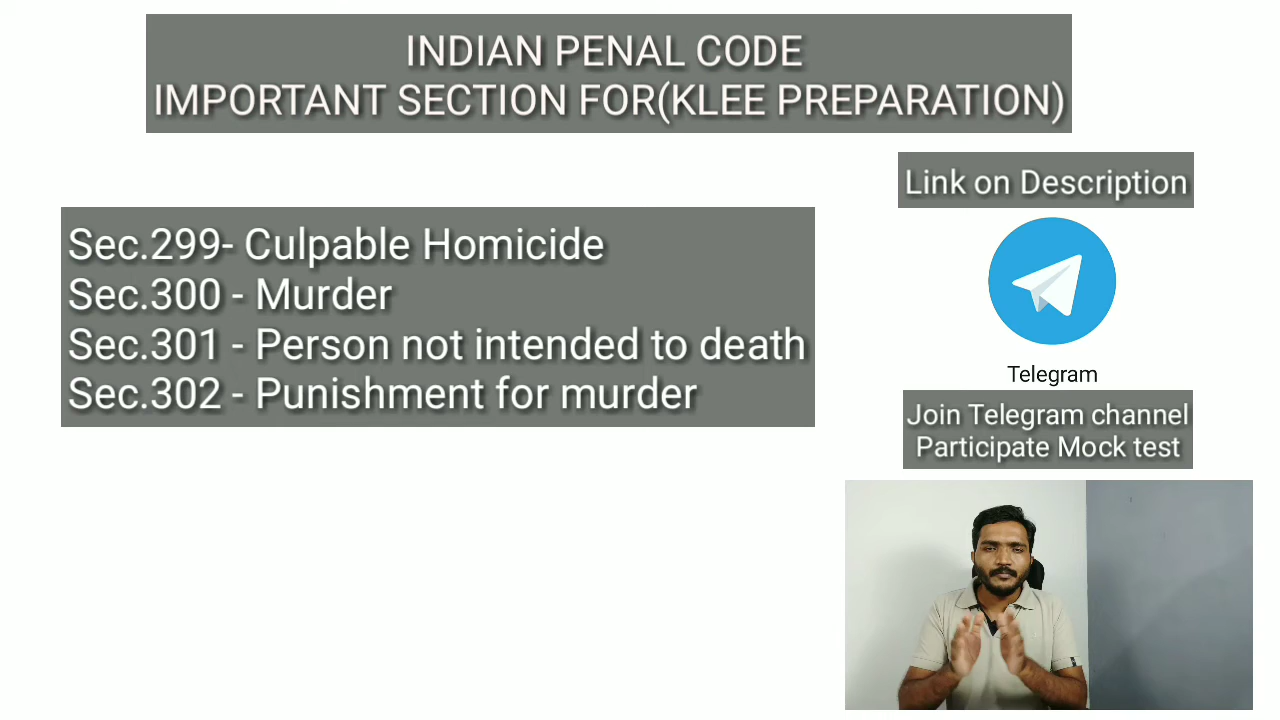 INDIAN PENAL CODE
IMPORTANT SECTION FOR(KLEE PREPARATION)
Link on Description
Sec.299- Culpable Homicide
Sec.300 - Murder
Sec.301 - Person not intended to death
Sec.302 - Punishment for murder
Telegram
Join Telegram channel
Participate Mock test